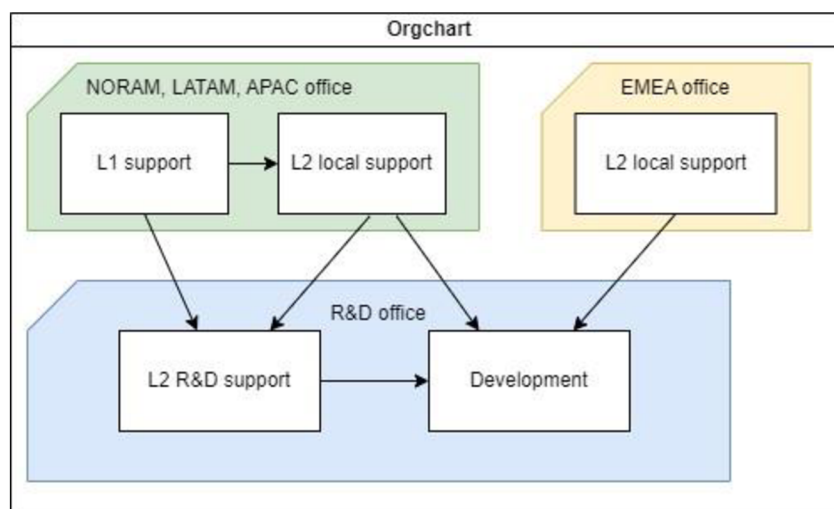 Orgchart
NORAM, LATAM, APAC office
L1 support
L2 local support
EMEA office
L2 local support
R&D office
L2 R&D support
Development